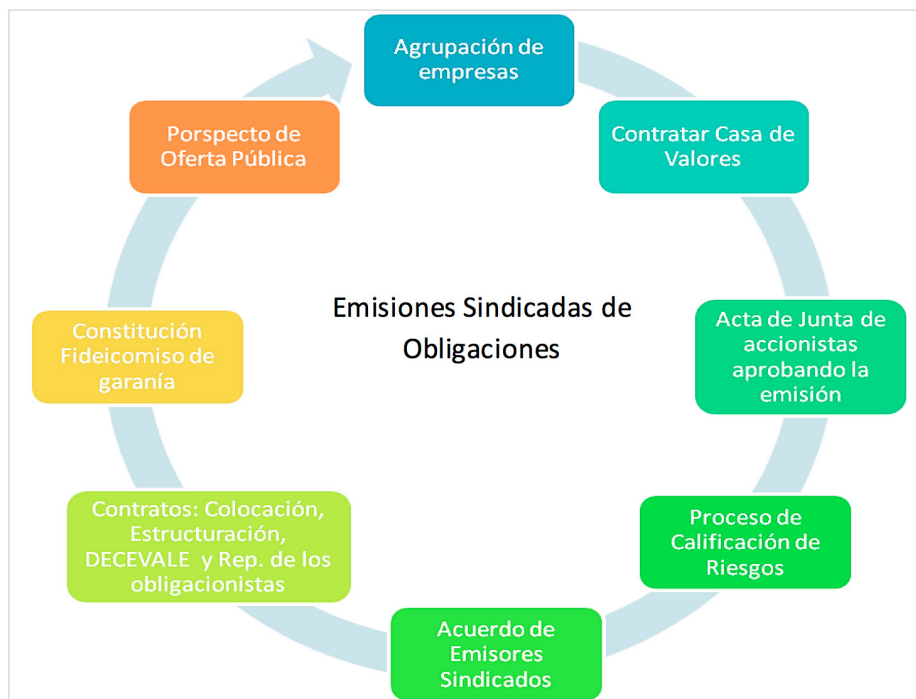 Agrupación de
empresas
Contratar Casa de
Valores
Acta de Junta de
accionistas
aprobando la
emisión
Proceso de
Calificación de
Riesgos
Acuerdo de
Emisores
Sindicados
Contratos: Colocación,
Estructuración,
DECEVALE y Rep. de los
obligacionistas
Constitución
Fideicomiso de
garanía
Porspecto de
Oferta Pública
Emisiones Sindicadas de
Obligaciones